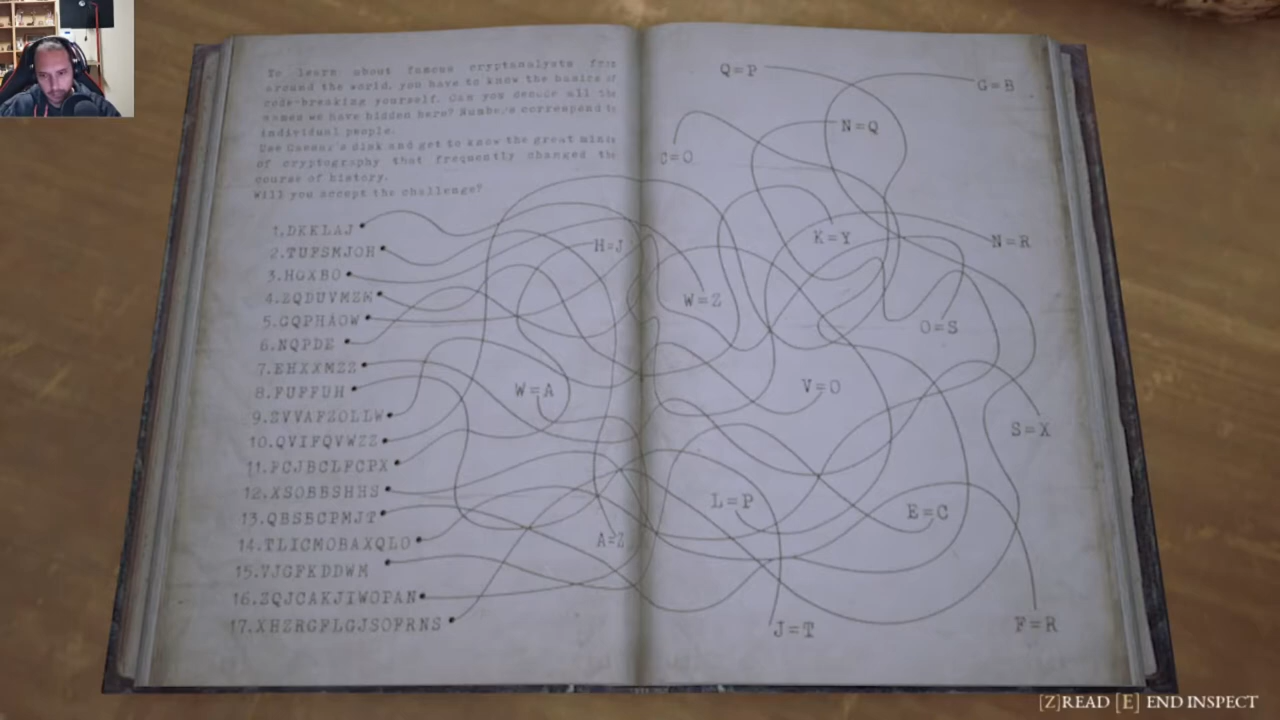 To learn about famous cryptanalysts from
around the world, you have to know the basics of
code-breaking yourself. Can you decode all the
names we have hidden here? Numbers correspond to
individual people.
Use Caesar's disk and get to know the great minds
of cryptography that frequently changed the
course of history.
Will you accept the challenge?
1.DKKLAJ
2.TUFSMJOH
3.HGXBO
4.ZQDUVMZM
5.GQPHAOW
6.NQPDE
7.EHXXMZZ
8.FUFFUH
9.ZVVAFZOLLW
10.QVIFQVWZZ
11.FCJBCLFCPX
12.XSOBBSHHS
13.QBSBCPMJT
14.TLICMOBAXQLO
15.VJGFKDDWM
16.ZQJCAKJIWOPAN
17.XHZRGFLGJSOFRNS
Q=P
G=B
N=Q
C=O
H=J
K=Y
N=R
W=Z
O=S
W=A
V=O
S=X
L=P
E=C
A=Z
J=T
F=R
[Z]READ [E] END INSPECT